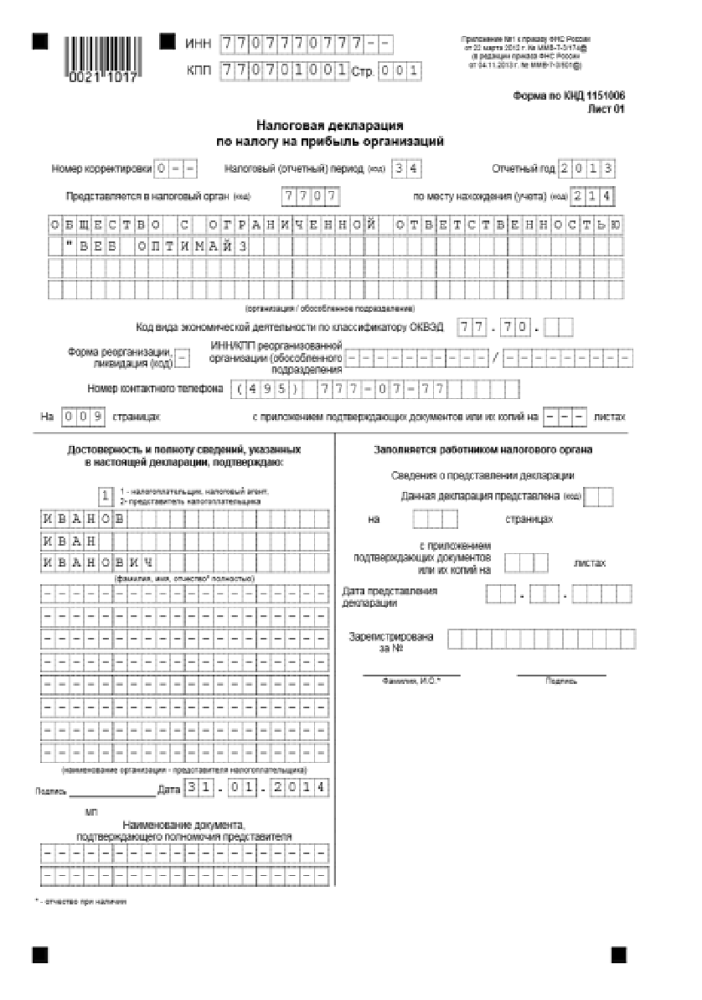 ИНН 7707770777--
КПП 770701001 Стр. 001
0021 1017
Приложение №1 к приказу ФНС России
от 22 марта 2012 г. № ММВ-7-3/174@
(в редакции приказа ФНС России
от 04.11.2013 г. № ММВ-7-3/501@)
Форма по КНД 1151006
Лист 01
Налоговая декларация
по налогу на прибыль организаций
Номер корректировки 0-- Налоговый (отчетный) период (код) 34 Отчетный год 2013
Представляется в налоговый орган (код) 7707 по месту нахождения (учета) (код) 214
ОБЩЕСТВО С ОГРАНИЧЕННОЙ ОТВЕТСТВЕННОСТЬЮ
"ВЕБ ОПТИМАЙЗ
(организация / обособленное подразделение)
Код вида экономической деятельности по классификатору ОКВЭД 77.70.
Форма реорганизации, ликвидация (код) -
ИНН/КПП реорганизованной организации (обособленного подразделения ---------- / ---------
Номер контактного телефона (495) 777-07-77
На 009 страницах с приложением подтверждающих документов или их копий на --- листах
Достоверность и полноту сведений, указанных
в настоящей декларации, подтверждаю:
1 1 - налогоплательщик, налоговый агент,
2- представитель налогоплательщика
ИВАНОВ
ИВАН
ИВАНОВИЧ
(фамилия, имя, отчество* полностью)
--------------------
--------------------
--------------------
--------------------
--------------------
--------------------
--------------------
--------------------
(наименование организации - представителя налогоплательщика)
Подпись Дата 31.01.2014
МП
Наименование документа,
подтверждающего полномочия представителя
--------------------
--------------------
Заполняется работником налогового органа
Сведения о представлении декларации
Данная декларация представлена (код)
на страницах
с приложением
подтверждающих документов
или их копий на листах
Дата представления
декларации . .
Зарегистрирована
за №
Фамилия, И.О.* Подпись
* - отчество при наличии